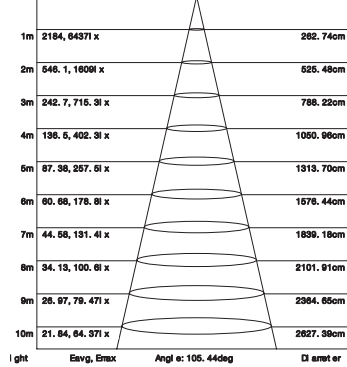 1m 2184, 6437l x 262. 74cm
2m 546. 1, 1609l x 525. 48cm
3m 242. 7, 715. 3l x 788. 22cm
4m 136. 5, 402. 3l x 1050. 96cm
5m 87. 38, 257. 5l x 1313. 70cm
6m 60. 68, 178. 8l x 1576. 44cm
7m 44. 58, 131. 4l x 1839. 18cm
8m 34. 13, 100. 6l x 2101. 91cm
9m 26. 97, 79. 47l x 2364. 65cm
10m 21. 84, 64. 37l x 2627. 39cm
ght Eavg, Emax Angl e: 105. 44deg Di amet er